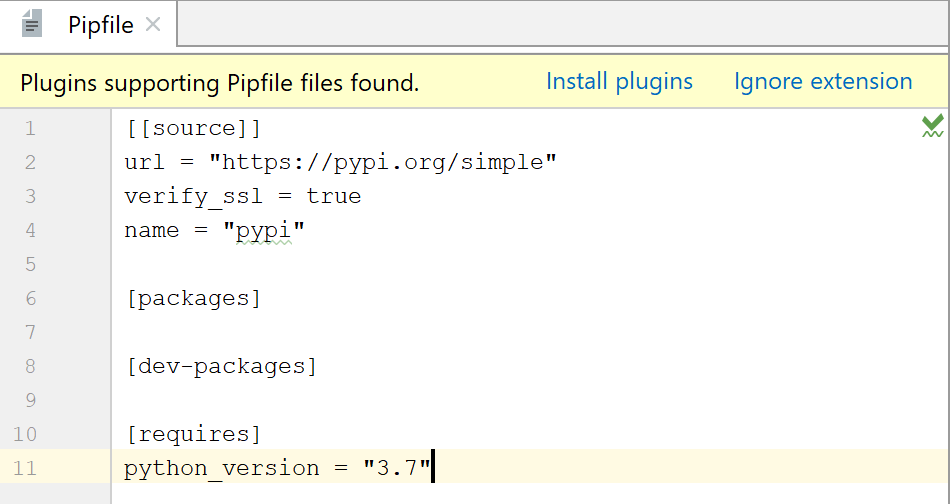 Pipfile
Plugins supporting Pipfile files found. Install plugins Ignore extension
1 [[source]]
2 url = "https://pypi.org/simple"
3 verify_ssl = true
4 name = "pypi"
5
6 [packages]
7
8 [dev-packages]
9
10 [requires]
11 python_version = "3.7"